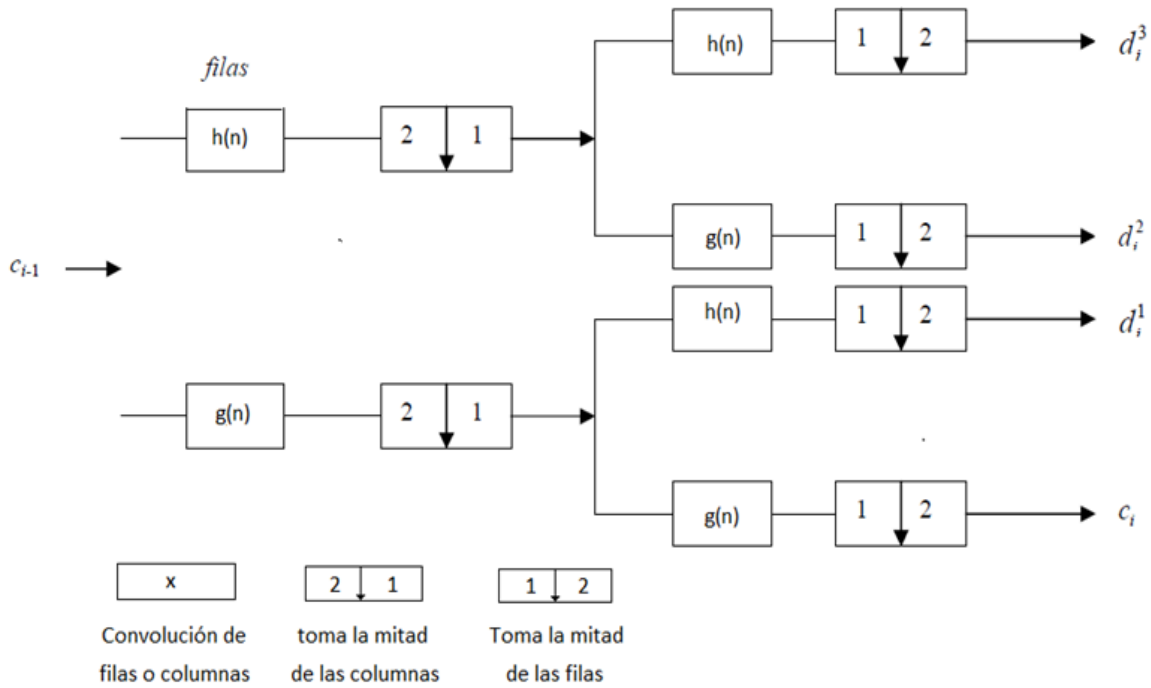 h(n) 1 2 d_i^3
filas
h(n) 2 1
g(n) 1 2 d_i^2
c_{i-1}
h(n) 1 2 d_i^1
g(n) 2 1
g(n) 1 2 c_i
x 2 1 1 2
Convolución de toma la mitad Toma la mitad
filas o columnas de las columnas de las filas